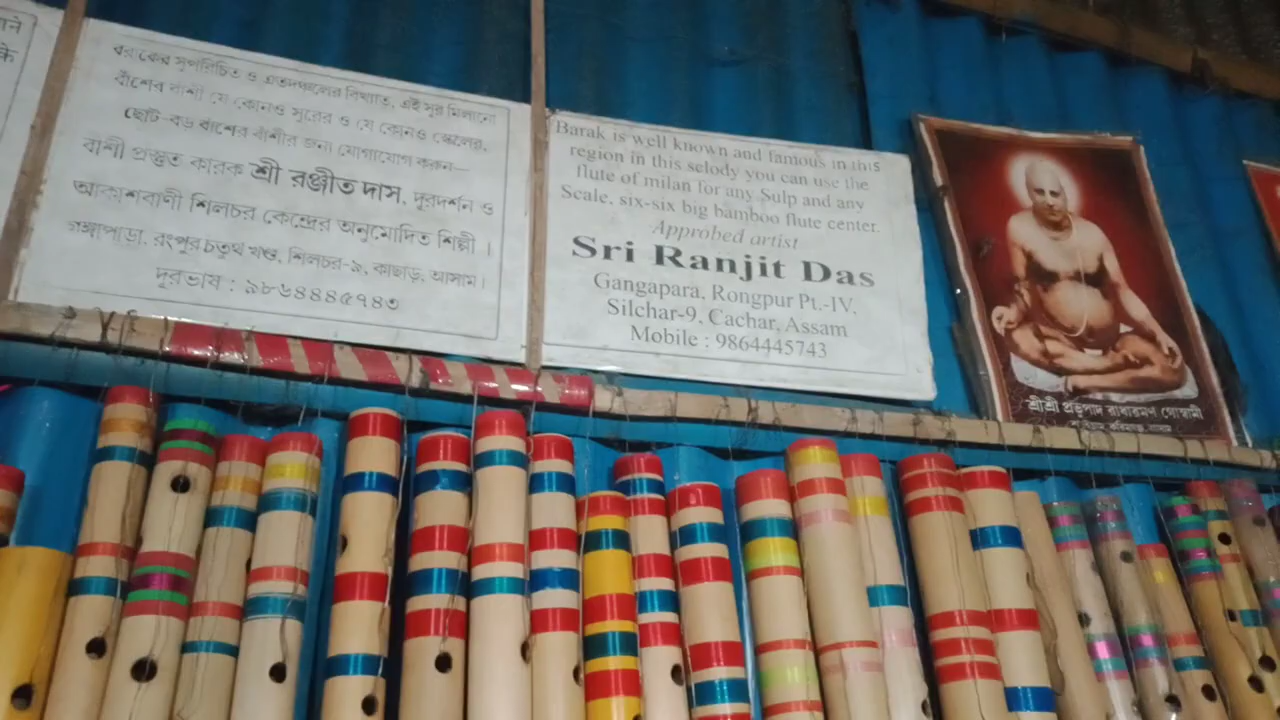 বরাকের সুপরিচিত ও এতদঞ্চলের বিখ্যাত, এই সুর মিলানো
বাঁশের বাঁশী যে কোনও সুরের ও যে কোনও স্কেলের,
ছোট-বড় বাঁশের বাঁশীর জন্য যোগাযোগ করুন—
বাশী প্রস্তুত কারক শ্রী রঞ্জীত দাস, দুরদর্শন ও
আকাশবাণী শিলচর কেন্দ্রের অনুমোদিত শিল্পী ।
গঙ্গাপাড়া, রংপুর চতুর্থ খণ্ড, শিলচর-৯, কাছাড়, আসাম।
দুরভাষ : ৯৮৬৪৪৪৫৭৪৩
Barak is well known and famous in this
region in this selody you can use the
flute of milan for any Sulp and any
Scale, six-six big bamboo flute center.
Approbed artist
Sri Ranjit Das
Gangapara, Rongpur Pt.-IV,
Silchar-9, Cachar, Assam
Mobile : 9864445743
শ্রীশ্রী প্রভুপাদ রাধারমণ গোস্বামী